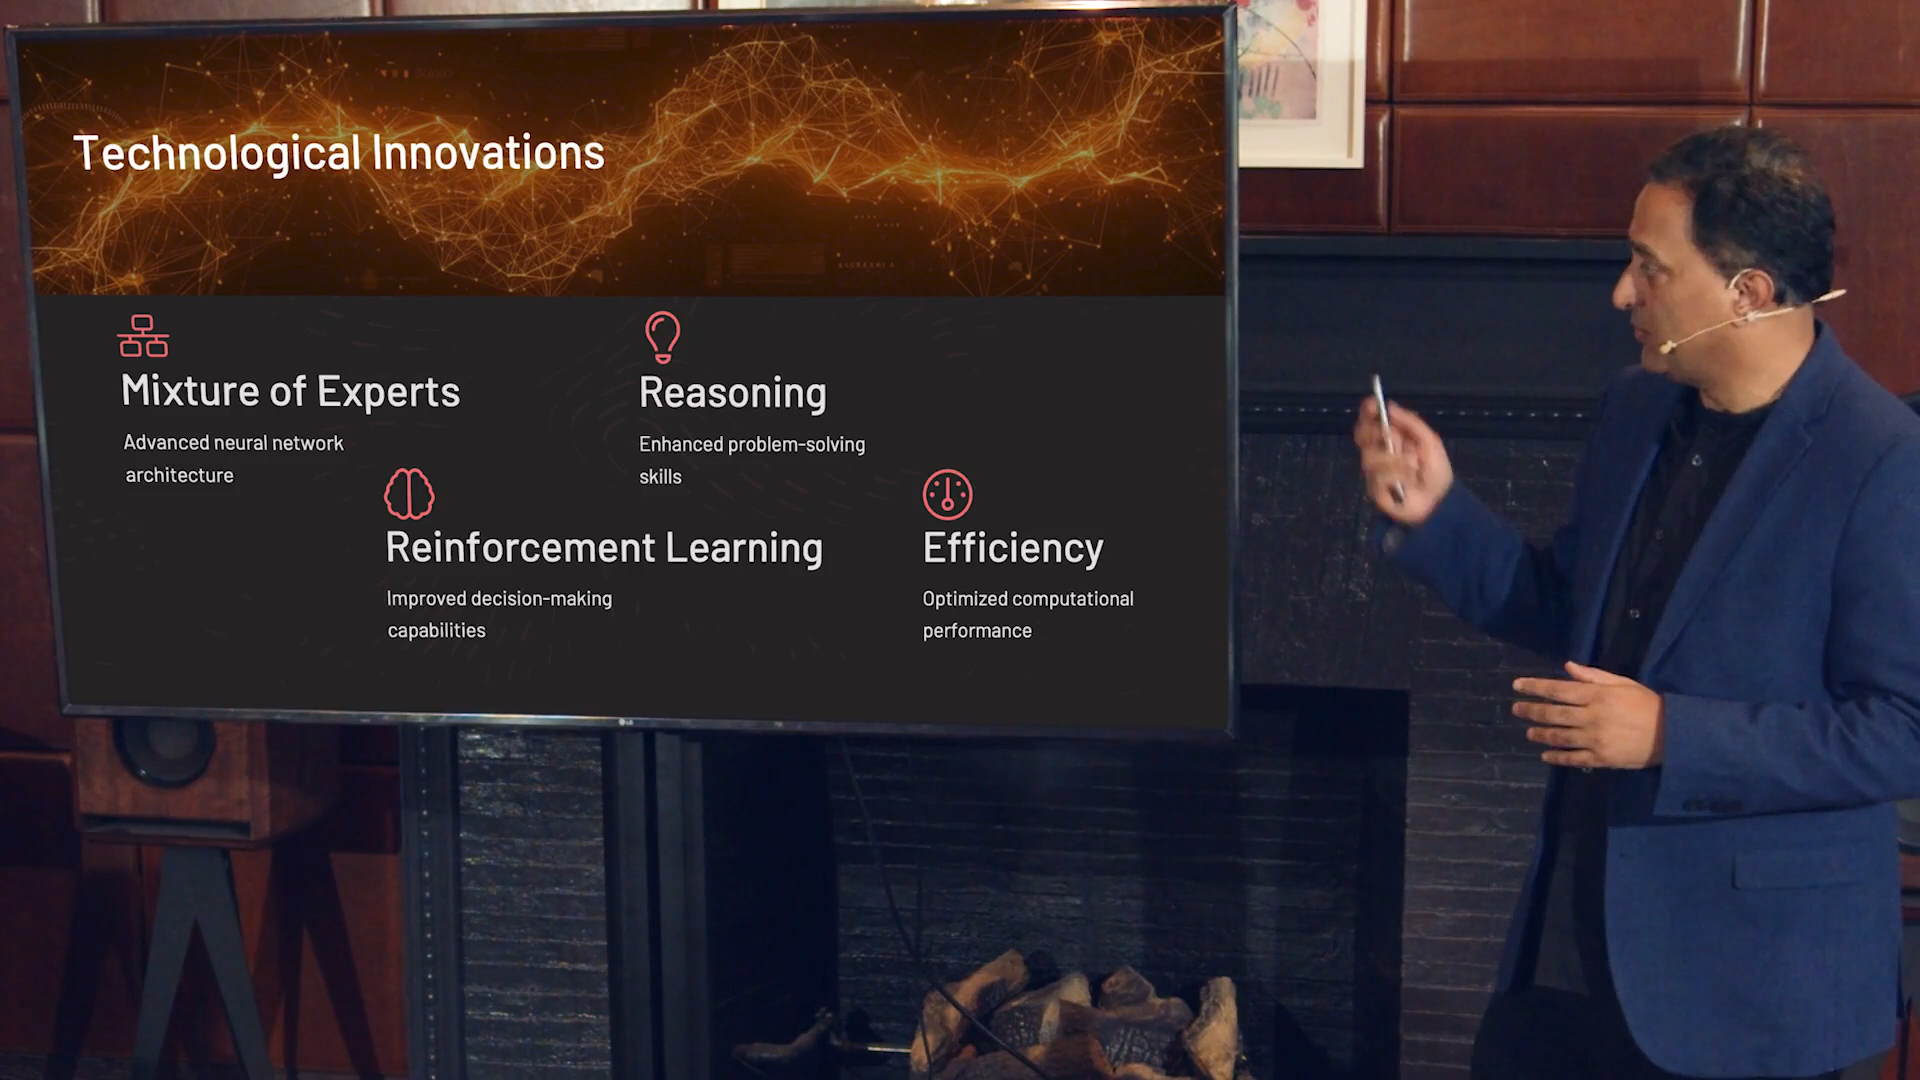 Technological Innovations
Mixture of Experts
Advanced neural network
architecture
Reasoning
Enhanced problem-solving
skills
Reinforcement Learning
Improved decision-making
capabilities
Efficiency
Optimized computational
performance